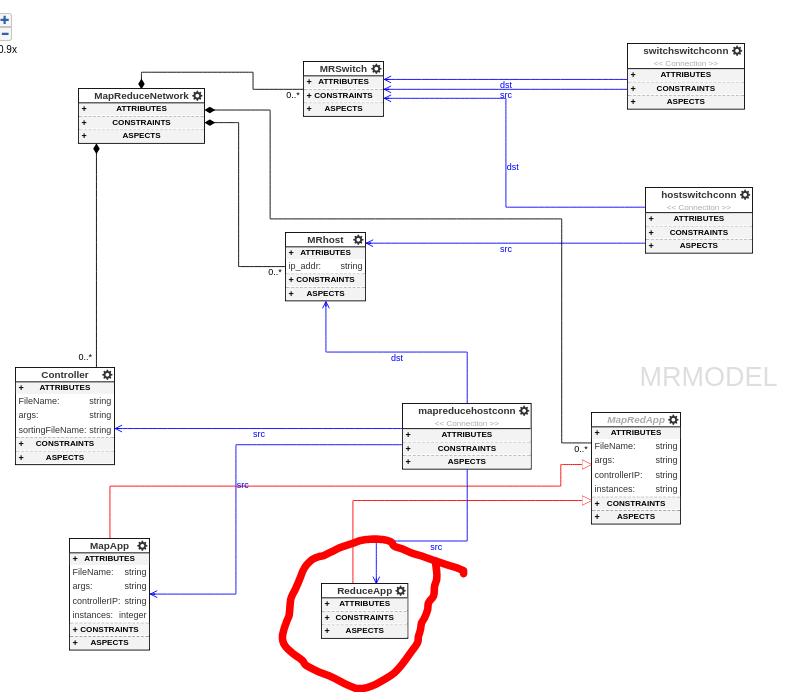 +
−
0.9x
switchswitchconn
<< Connection >>
+ ATTRIBUTES
+ CONSTRAINTS
+ ASPECTS
MRSwitch
+ ATTRIBUTES
+ CONSTRAINTS
+ ASPECTS
0..*
dst
src
dst
MapReduceNetwork
+ ATTRIBUTES
+ CONSTRAINTS
+ ASPECTS
hostswitchconn
<< Connection >>
+ ATTRIBUTES
+ CONSTRAINTS
+ ASPECTS
MRhost
+ ATTRIBUTES
ip_addr: string
+ CONSTRAINTS
+ ASPECTS
0..*
src
dst
0..*
Controller
+ ATTRIBUTES
FileName: string
args: string
sortingFileName: string
+ CONSTRAINTS
+ ASPECTS
MRMODEL
mapreducehostconn
<< Connection >>
+ ATTRIBUTES
+ CONSTRAINTS
+ ASPECTS
src
src
src
MapRedApp
+ ATTRIBUTES
FileName: string
args: string
controllerIP: string
instances: string
+ CONSTRAINTS
+ ASPECTS
0..*
MapApp
+ ATTRIBUTES
FileName: string
args: string
controllerIP: string
instances: integer
+ CONSTRAINTS
+ ASPECTS
ReduceApp
+ ATTRIBUTES
+ CONSTRAINTS
+ ASPECTS